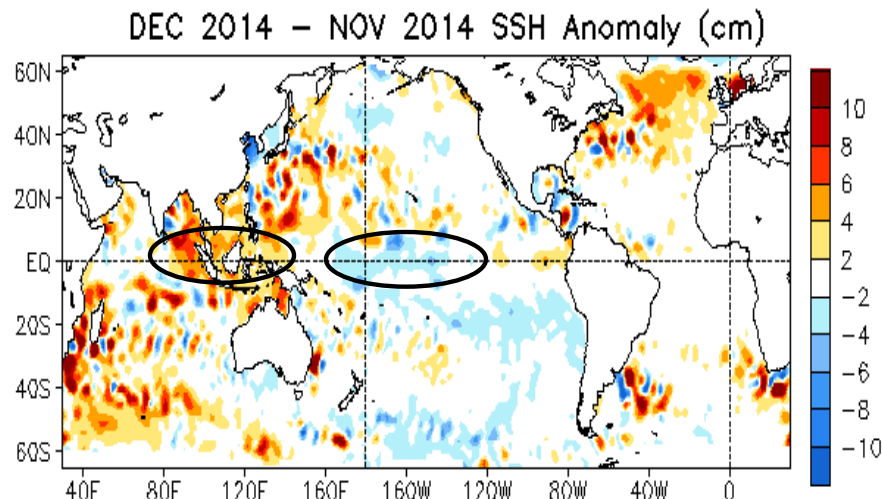 DEC 2014 – NOV 2014 SSH Anomaly (cm)
60N
40N
20N
EQ
20S
40S
60S
40E 80E 120E 160E 160W 120W 80W 40W 0
10
8
6
4
2
-2
-4
-6
-8
-10